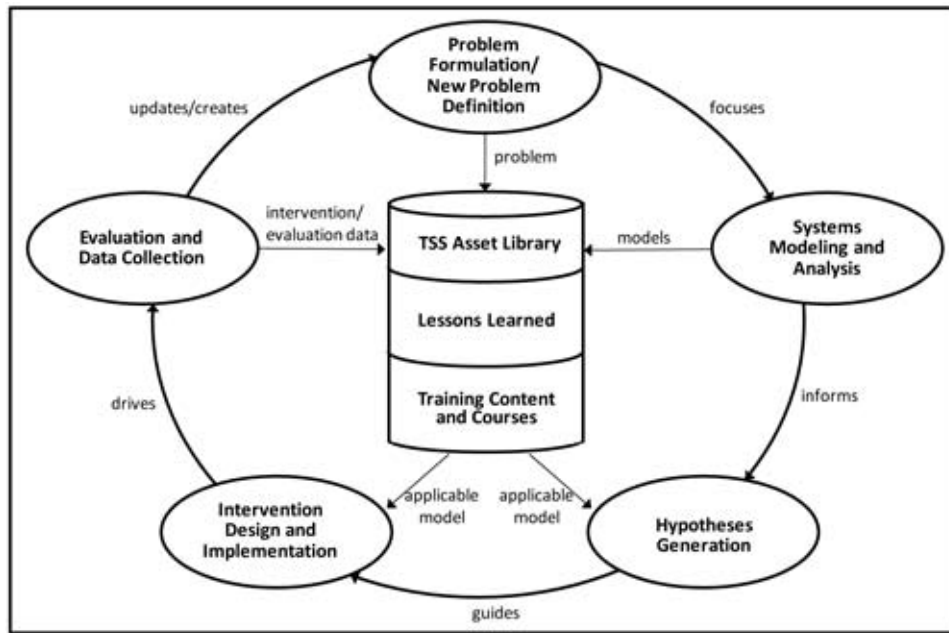 Problem
Formulation/
New Problem
Definition
updates/creates
focuses
problem
intervention/
evaluation data
Evaluation and
Data Collection
TSS Asset Library
models
Systems
Modeling and
Analysis
Lessons Learned
drives
Training Content
and Courses
informs
applicable
model
applicable
model
Intervention
Design and
Implementation
Hypotheses
Generation
guides